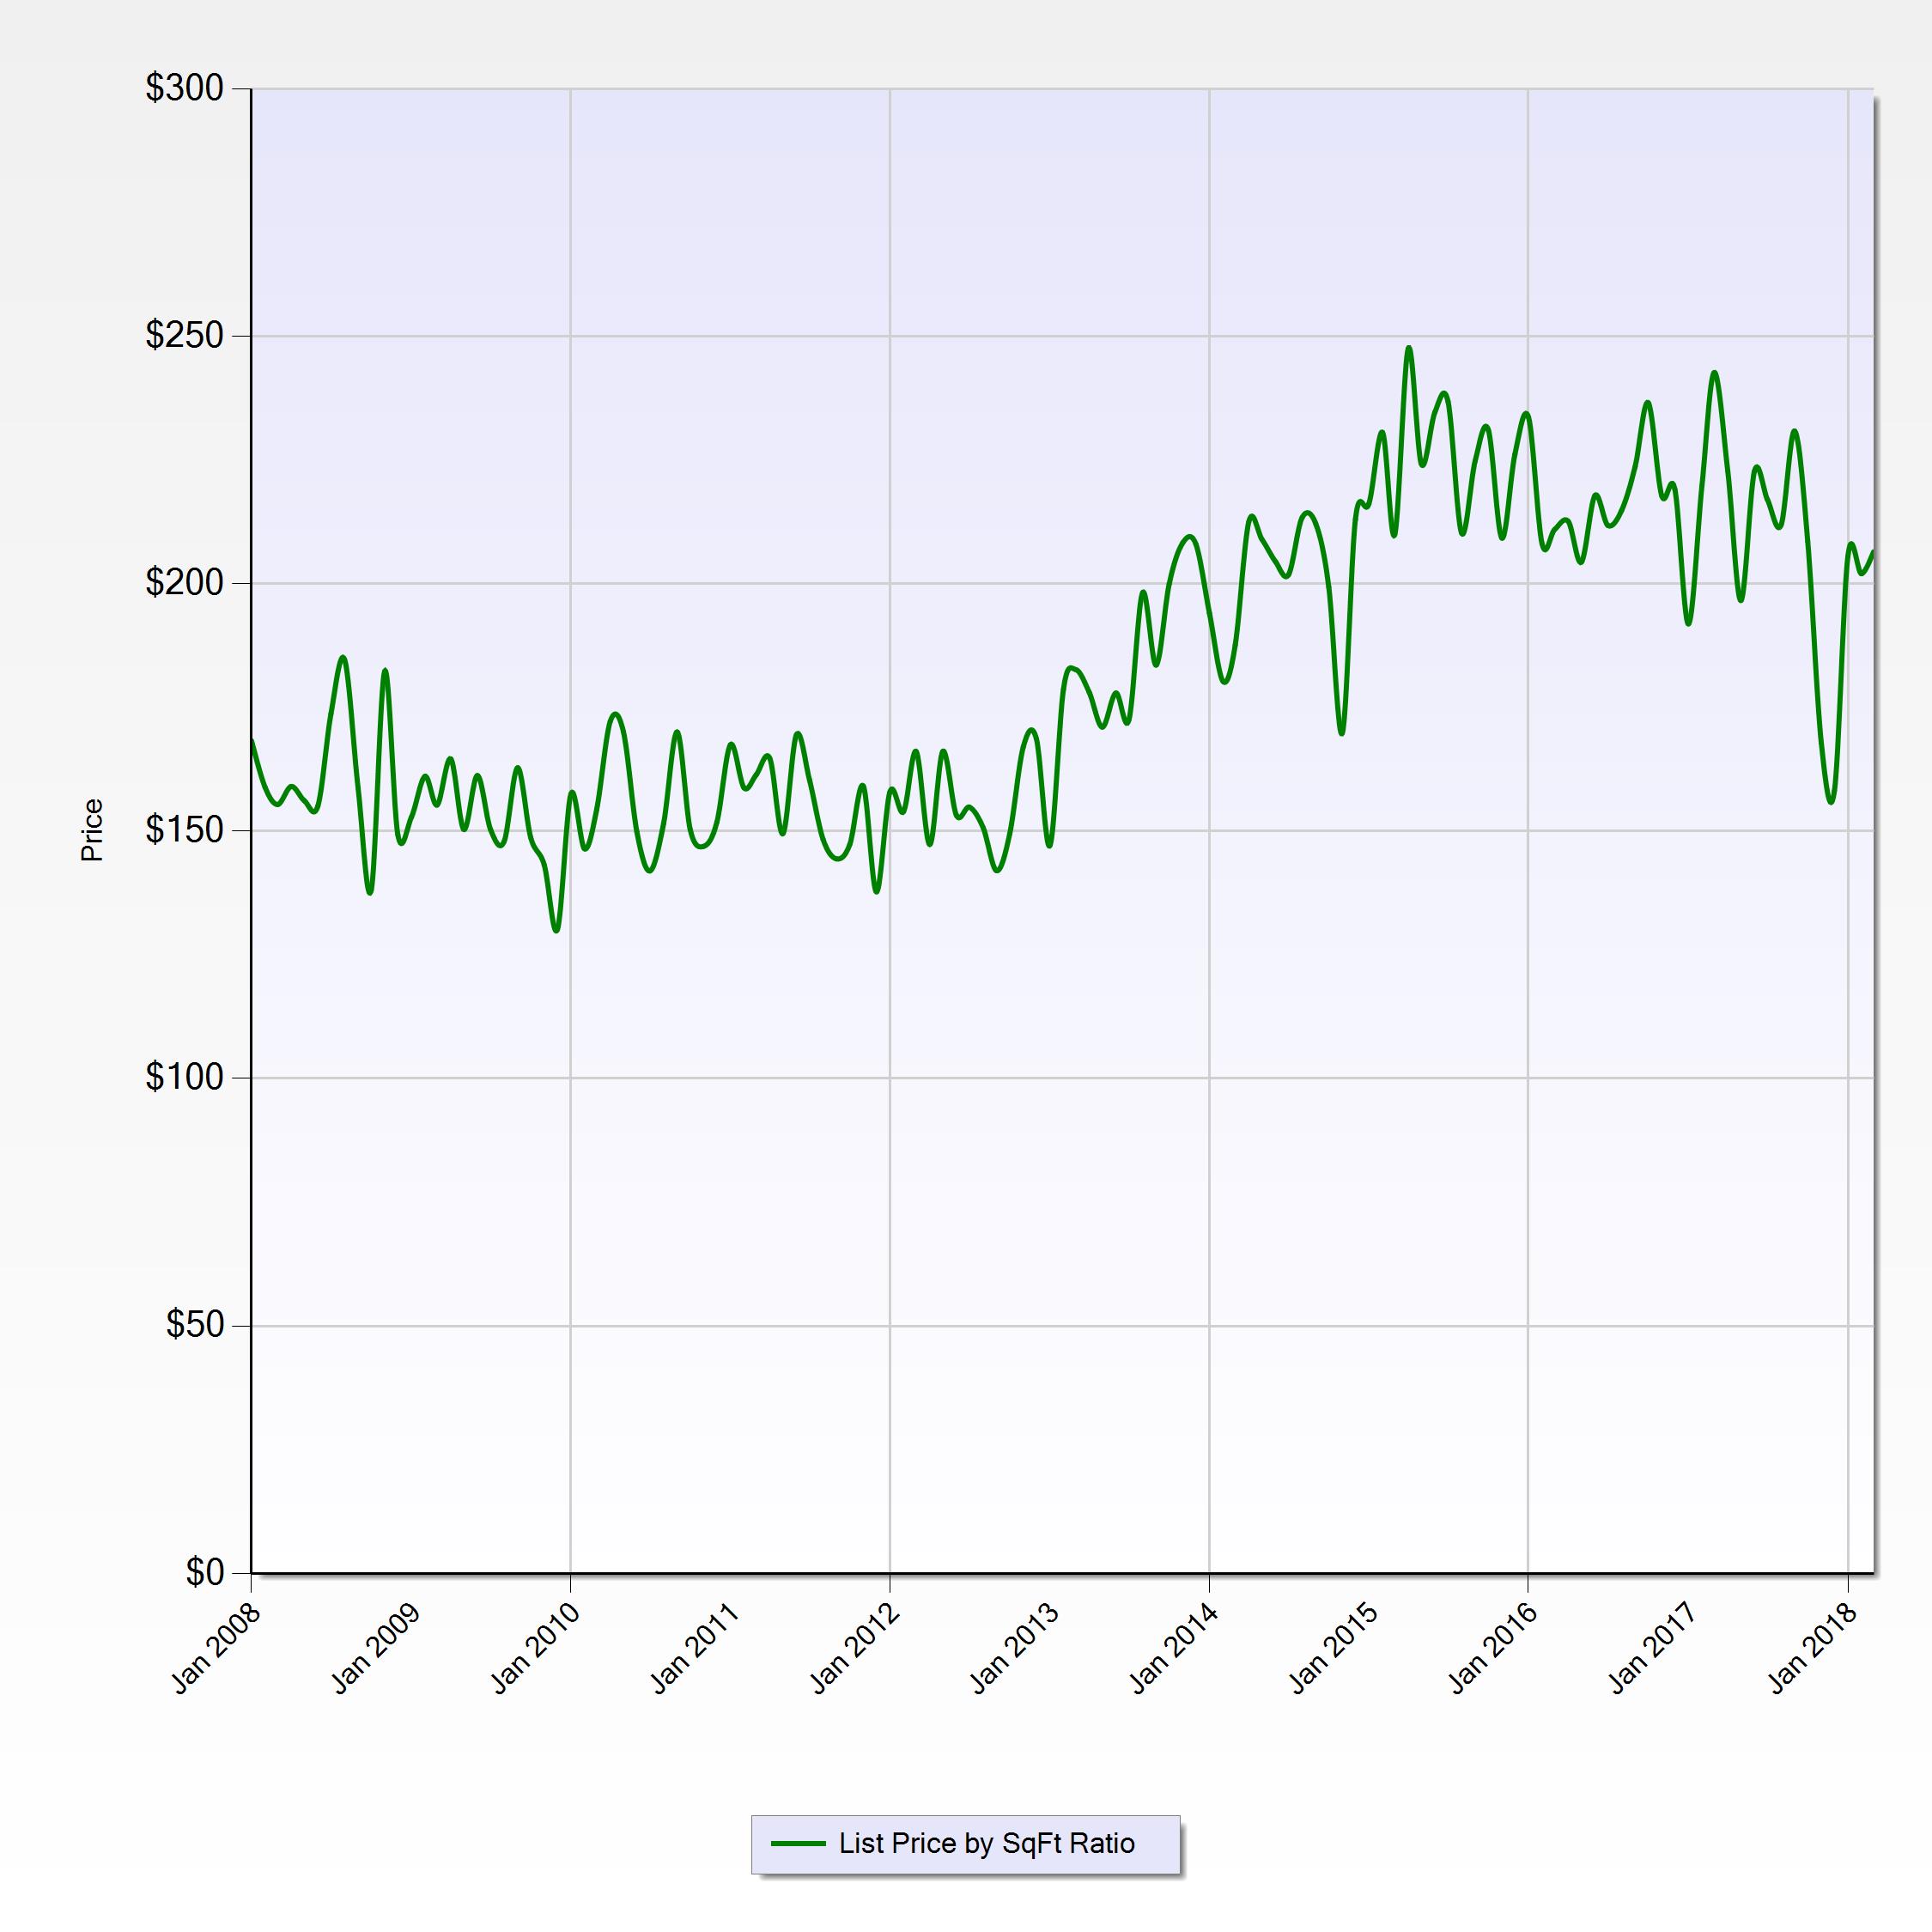 $300
$250
$200
$150
$100
$50
$0
Price
Jan 2008
Jan 2009
Jan 2010
Jan 2011
Jan 2012
Jan 2013
Jan 2014
Jan 2015
Jan 2016
Jan 2017
Jan 2018
List Price by SqFt Ratio